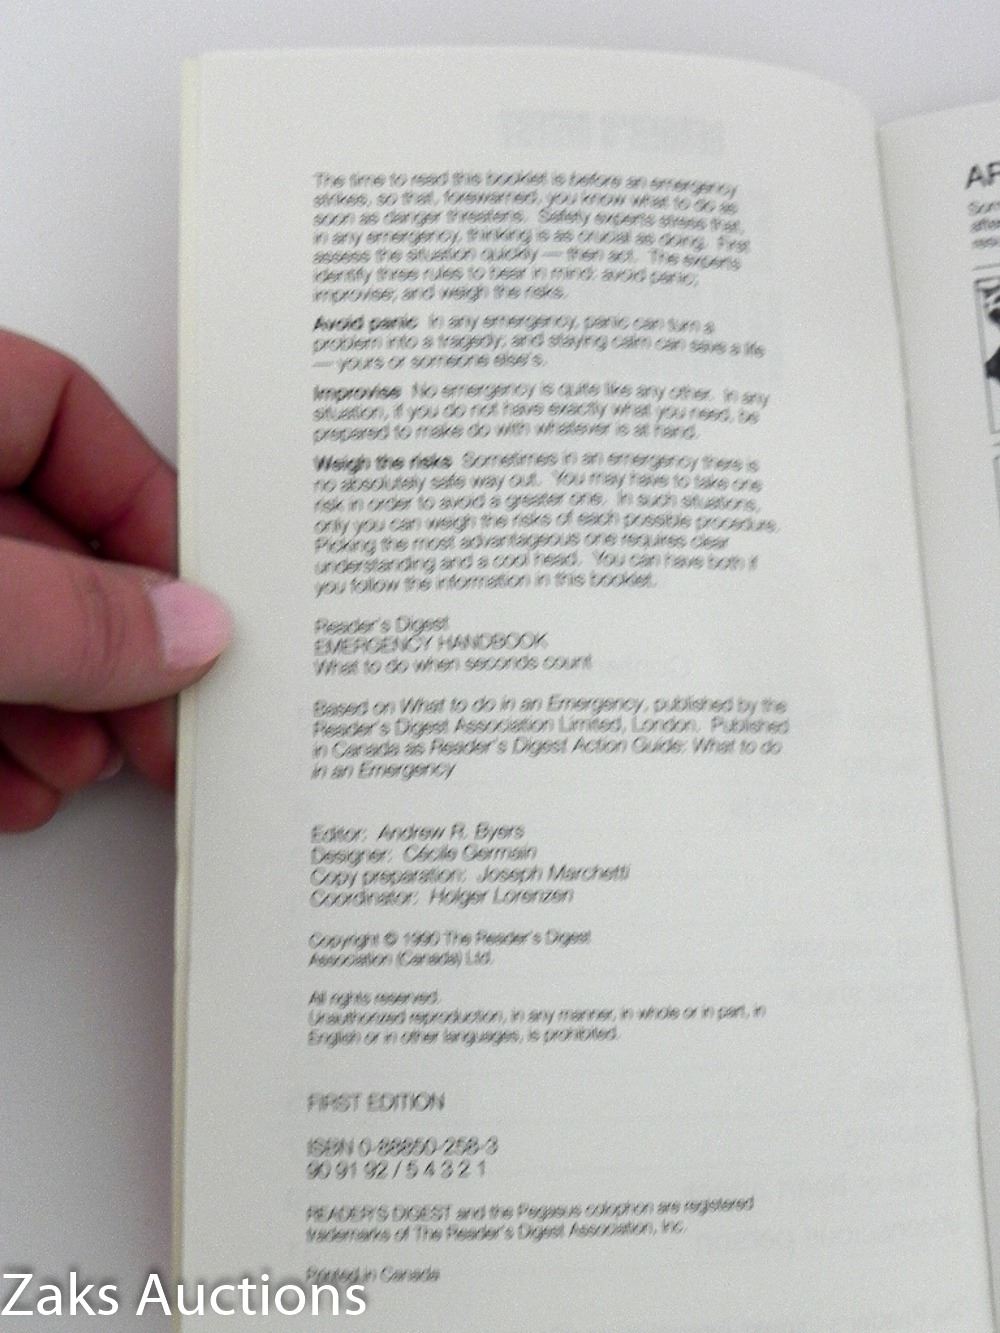 The time to read this booklet is before an emergency
strikes, so that, forewarned, you know what to do as
soon as danger threatens. Safety experts stress that,
in any emergency, thinking is as crucial as doing. First
assess the situation quickly — then act. The experts
identify three rules to bear in mind: avoid panic;
improvise; and weigh the risks.
Avoid panic In any emergency, panic can turn a
problem into a tragedy; and staying calm can save a life
— yours or someone else's.
Improvise No emergency is quite like any other. In any
situation, if you do not have exactly what you need, be
prepared to make do with whatever is at hand.
Weigh the risks Sometimes in an emergency there is
no absolutely safe way out. You may have to take one
risk in order to avoid a greater one. In such situations,
only you can weigh the risks of each possible procedure.
Picking the most advantageous one requires clear
understanding and a cool head. You can have both if
you follow the information in this booklet.
Reader's Digest
EMERGENCY HANDBOOK
What to do when seconds count
Based on What to do in an Emergency, published by the
Reader's Digest Association Limited, London. Published
in Canada as Reader's Digest Action Guide: What to do
in an Emergency
Editor: Andrew R. Byers
Designer: Cécile Germain
Copy preparation: Joseph Marchetti
Coordinator: Holger Lorenzen
Copyright © 1990 The Reader's Digest
Association (Canada) Ltd.
All rights reserved.
Unauthorized reproduction, in any manner, in whole or in part, in
English or in other languages, is prohibited.
FIRST EDITION
ISBN 0-88850-258-3
90 91 92 / 5 4 3 2 1
READER'S DIGEST and the Pegasus colophon are registered
trademarks of The Reader's Digest Association, Inc.
Printed in Canada
Zaks Auctions